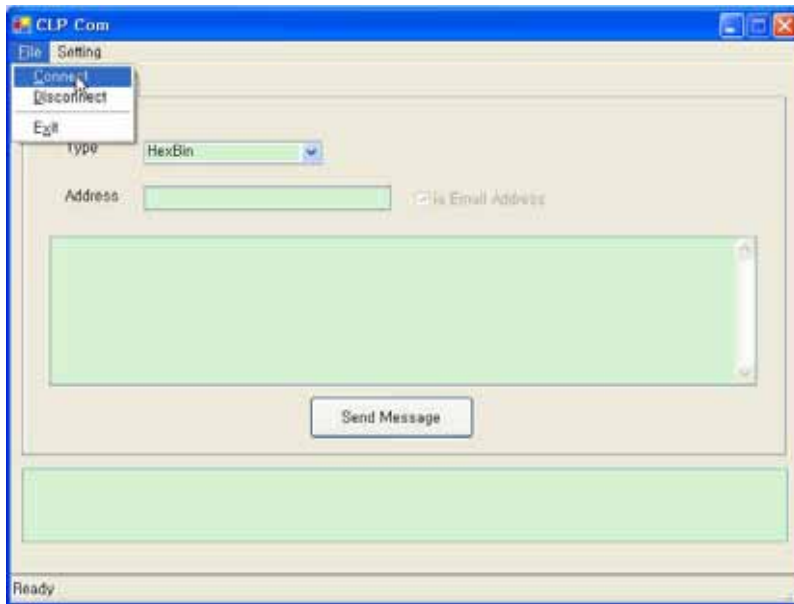 CLP Com
File Setting
Connect
Disconnect
Exit
Type HexBin
Address is Email Address
Send Message
Ready